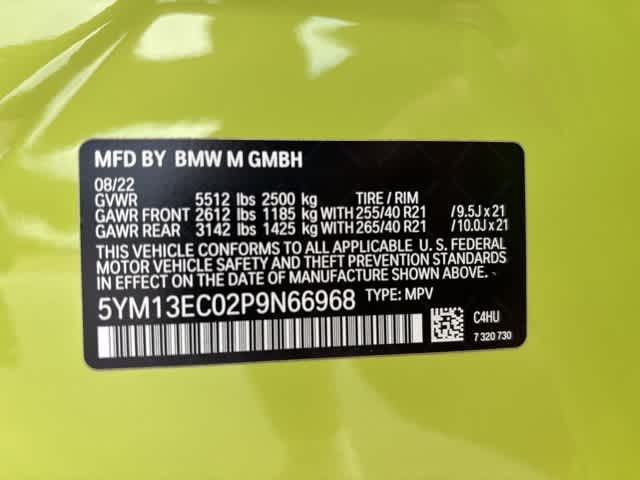 MFD BY BMW M GMBH
08/22
GVWR 5512 lbs 2500 kg TIRE / RIM
GAWR FRONT 2612 lbs 1185 kg WITH 255/40 R21 / 9.5J x 21
GAWR REAR 3142 lbs 1425 kg WITH 265/40 R21 / 10.0J x 21
THIS VEHICLE CONFORMS TO ALL APPLICABLE U. S. FEDERAL
MOTOR VEHICLE SAFETY AND THEFT PREVENTION STANDARDS
IN EFFECT ON THE DATE OF MANUFACTURE SHOWN ABOVE.
5YM13EC02P9N66968 TYPE: MPV
C4HU
7 320 730